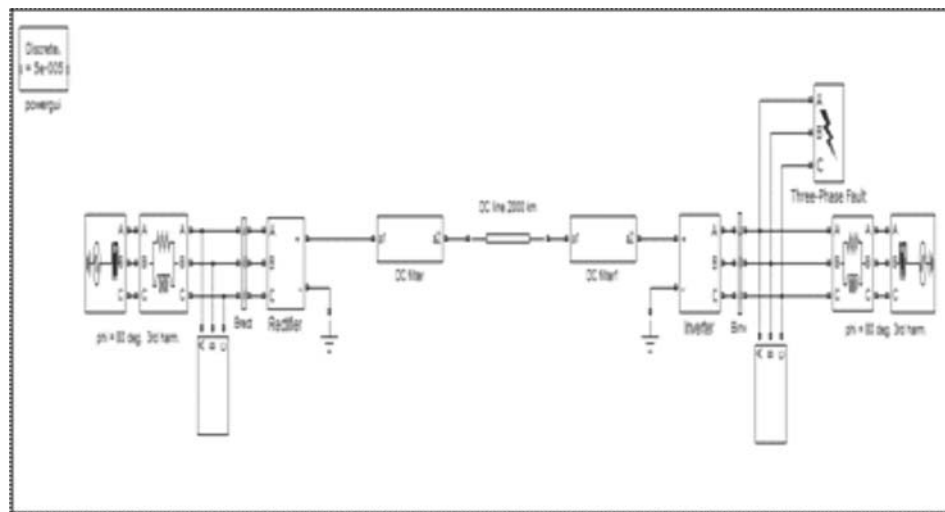 Discrete,
= 5e-005
powergui
A
B
C
Three-Phase Fault
DC line 2000 km
A
B
C
A
B
C
A
B
C
A
B
C
+
-
DC filter
DC filter1
+
-
A
B
C
A
B
C
A
B
C
A
B
C
phi = 80 deg. 3rd harm.
Brect
Rectifier
Inverter
Binv
phi = 80 deg. 3rd harm.
A
B
C
A
B
C